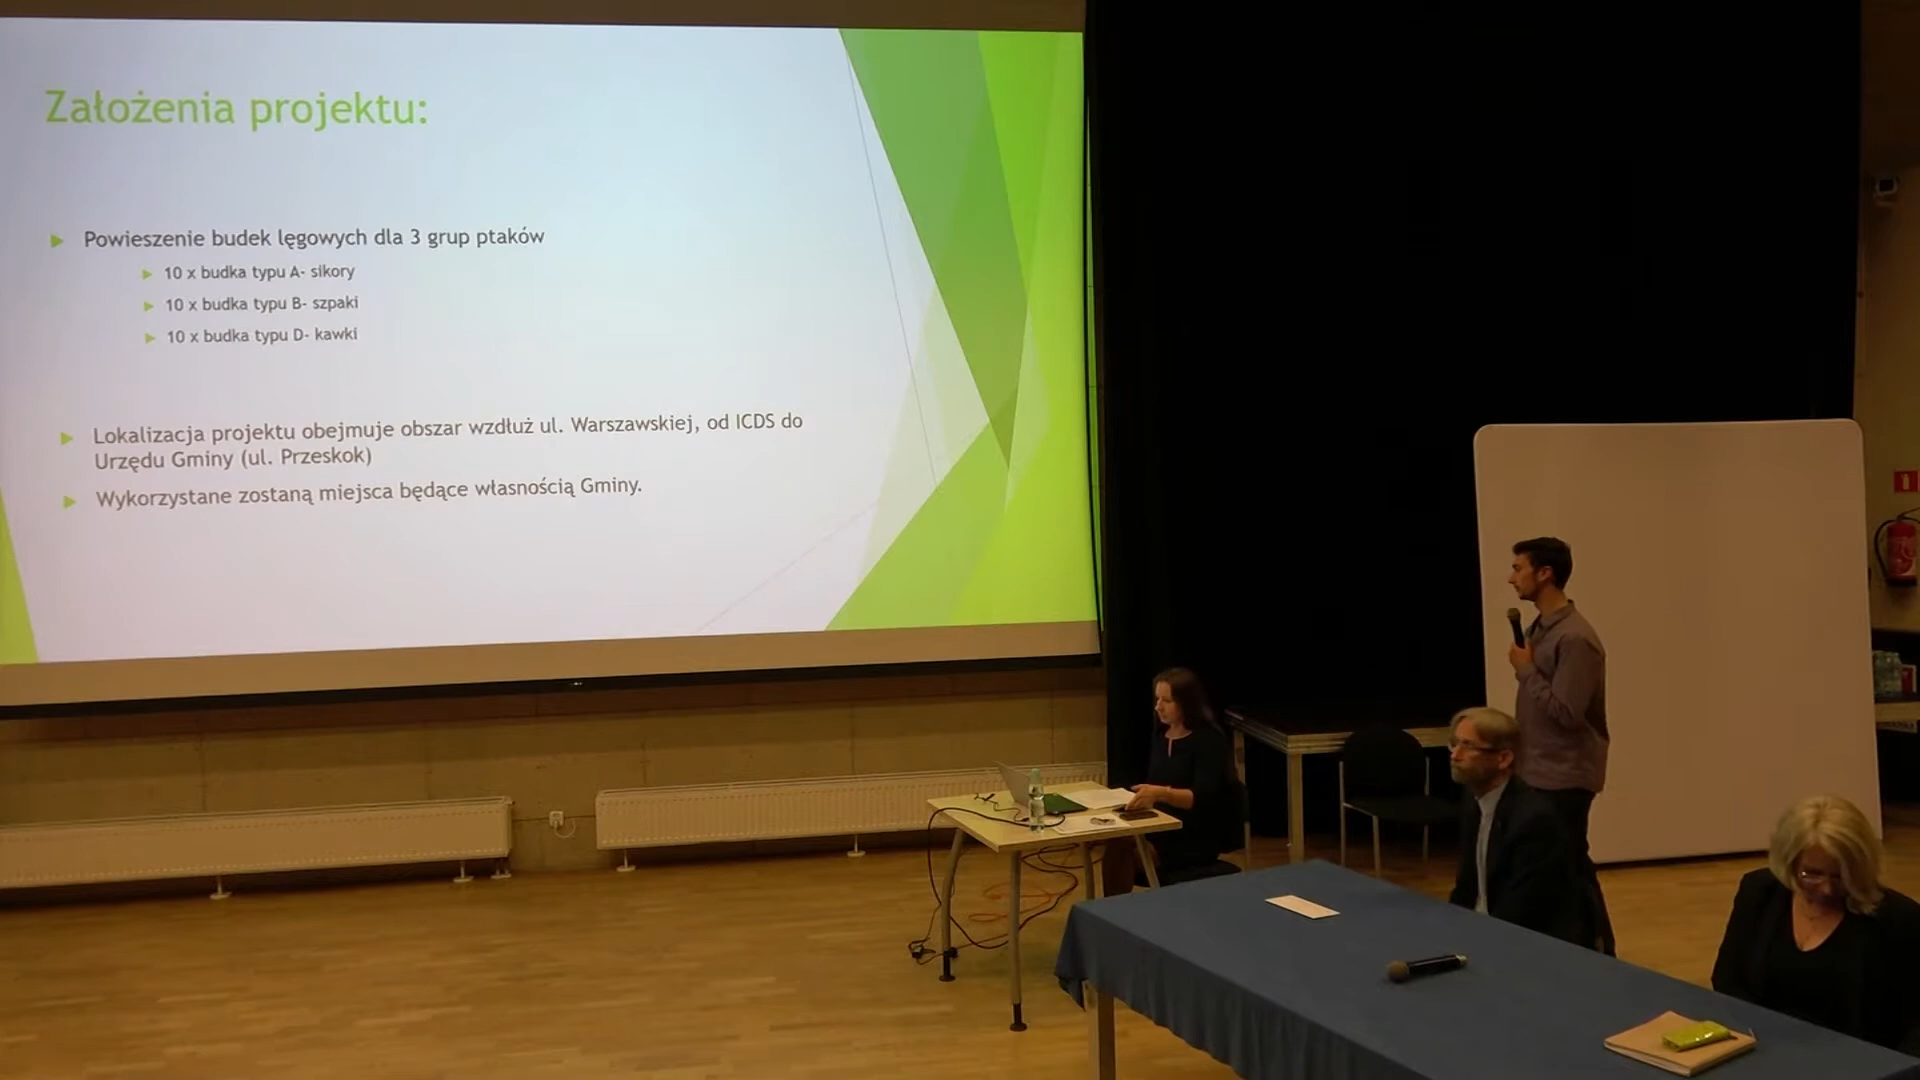 Założenia projektu:
Powieszenie budek lęgowych dla 3 grup ptaków
10 x budka typu A- sikory
10 x budka typu B- szpaki
10 x budka typu D- kawki
Lokalizacja projektu obejmuje obszar wzdłuż ul. Warszawskiej, od ICDS do
Urzędu Gminy (ul. Przeskok)
Wykorzystane zostaną miejsca będące własnością Gminy.